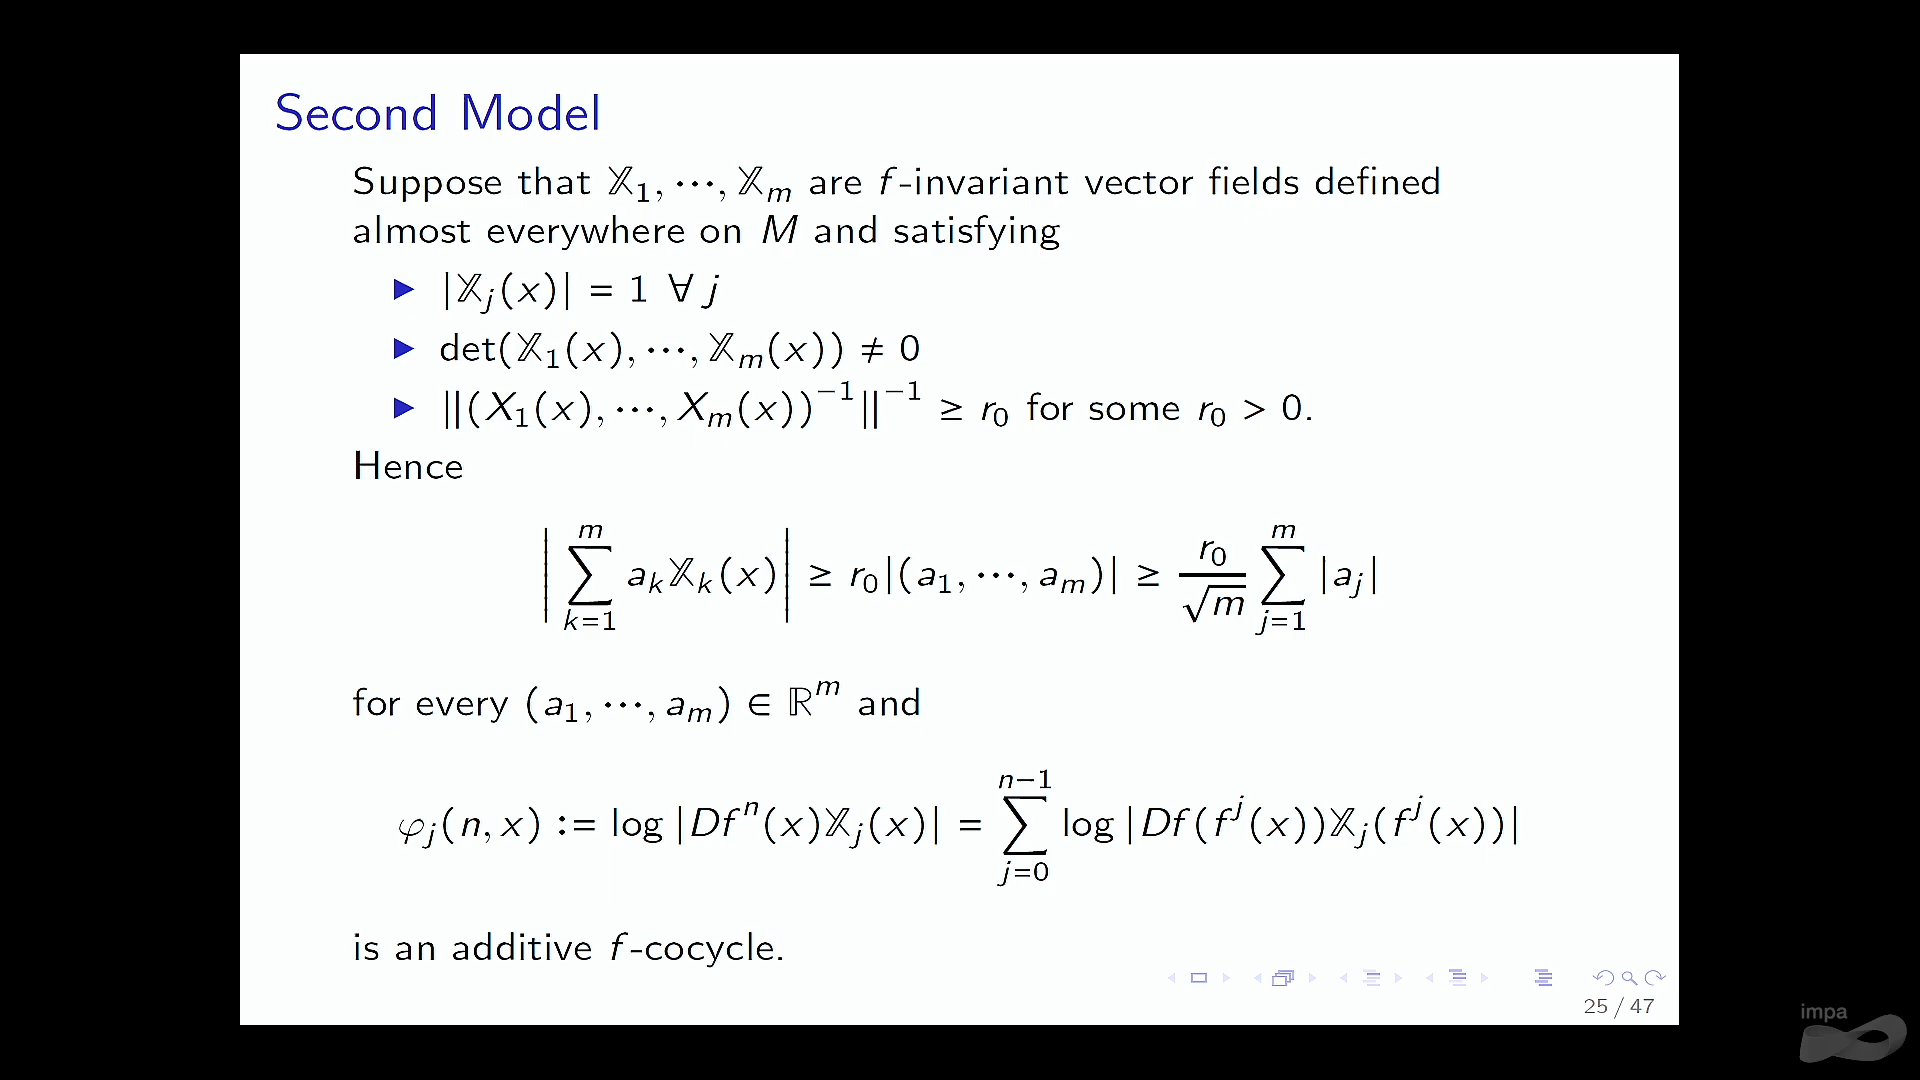 Second Model
Suppose that 𝕏₁, ⋯, 𝕏ₘ are f-invariant vector fields defined
almost everywhere on M and satisfying
▶ |𝕏ⱼ(x)| = 1 ∀ j
▶ det(𝕏₁(x), ⋯, 𝕏ₘ(x)) ≠ 0
▶ ‖(X₁(x), ⋯, Xₘ(x))⁻¹‖⁻¹ ≥ r₀ for some r₀ > 0.
Hence
|∑_{k=1}^{m} aₖ𝕏ₖ(x)| ≥ r₀|(a₁, ⋯, aₘ)| ≥ r₀/√m ∑_{j=1}^{m} |aⱼ|
for every (a₁, ⋯, aₘ) ∈ ℝᵐ and
φⱼ(n, x) := log |Dfⁿ(x)𝕏ⱼ(x)| = ∑_{j=0}^{n−1} log |Df(fʲ(x))𝕏ⱼ(fʲ(x))|
is an additive f-cocycle.
25 / 47
impa